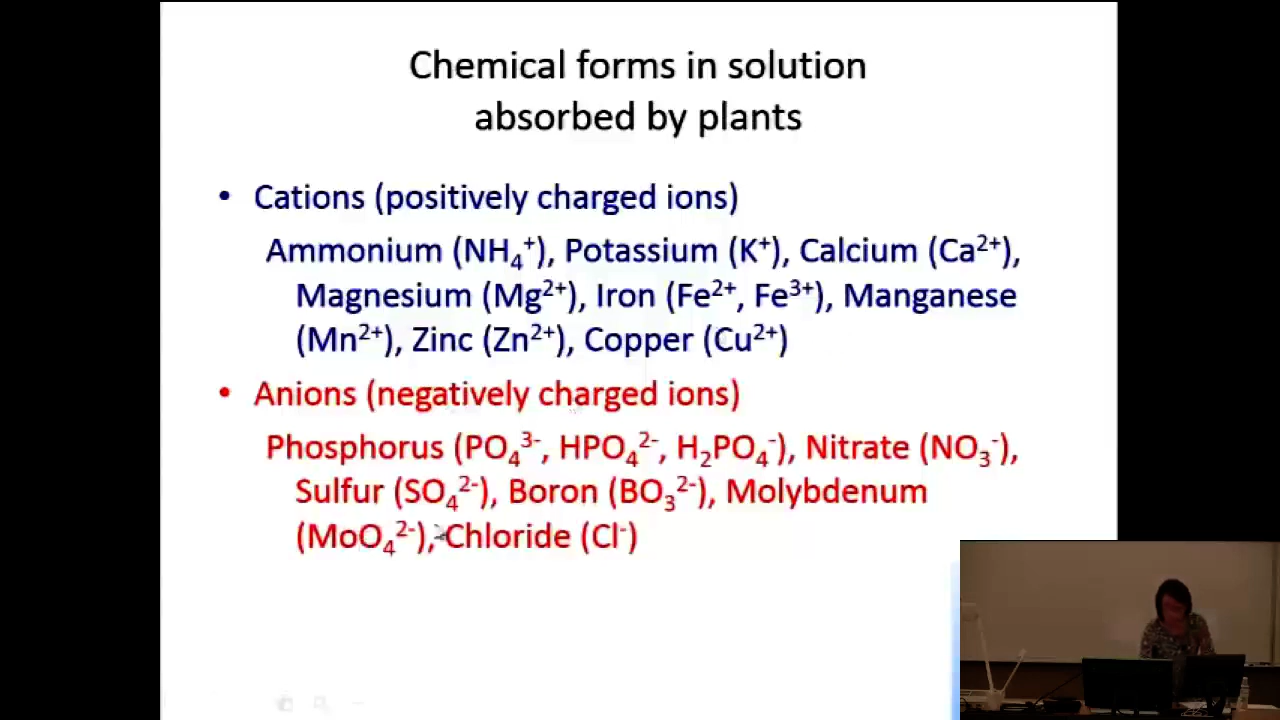 Chemical forms in solution
absorbed by plants
• Cations (positively charged ions)
Ammonium (NH₄⁺), Potassium (K⁺), Calcium (Ca²⁺),
Magnesium (Mg²⁺), Iron (Fe²⁺, Fe³⁺), Manganese
(Mn²⁺), Zinc (Zn²⁺), Copper (Cu²⁺)
• Anions (negatively charged ions)
Phosphorus (PO₄³⁻, HPO₄²⁻, H₂PO₄⁻), Nitrate (NO₃⁻),
Sulfur (SO₄²⁻), Boron (BO₃²⁻), Molybdenum
(MoO₄²⁻), Chloride (Cl⁻)